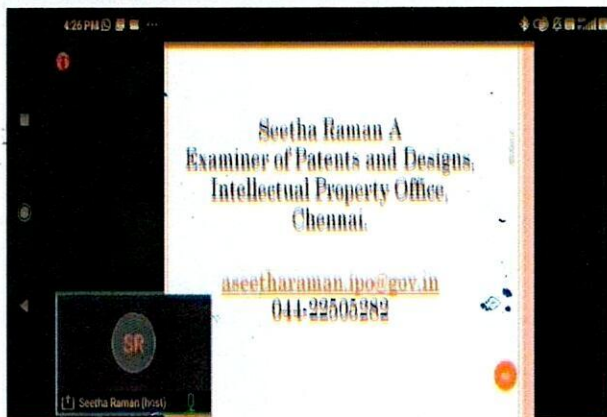 4:26 PM
Seetha Raman A
Examiner of Patents and Designs,
Intellectual Property Office,
Chennai.
aseetharaman.ipo@gov.in
044-22505282
SR
Seetha Raman (host)